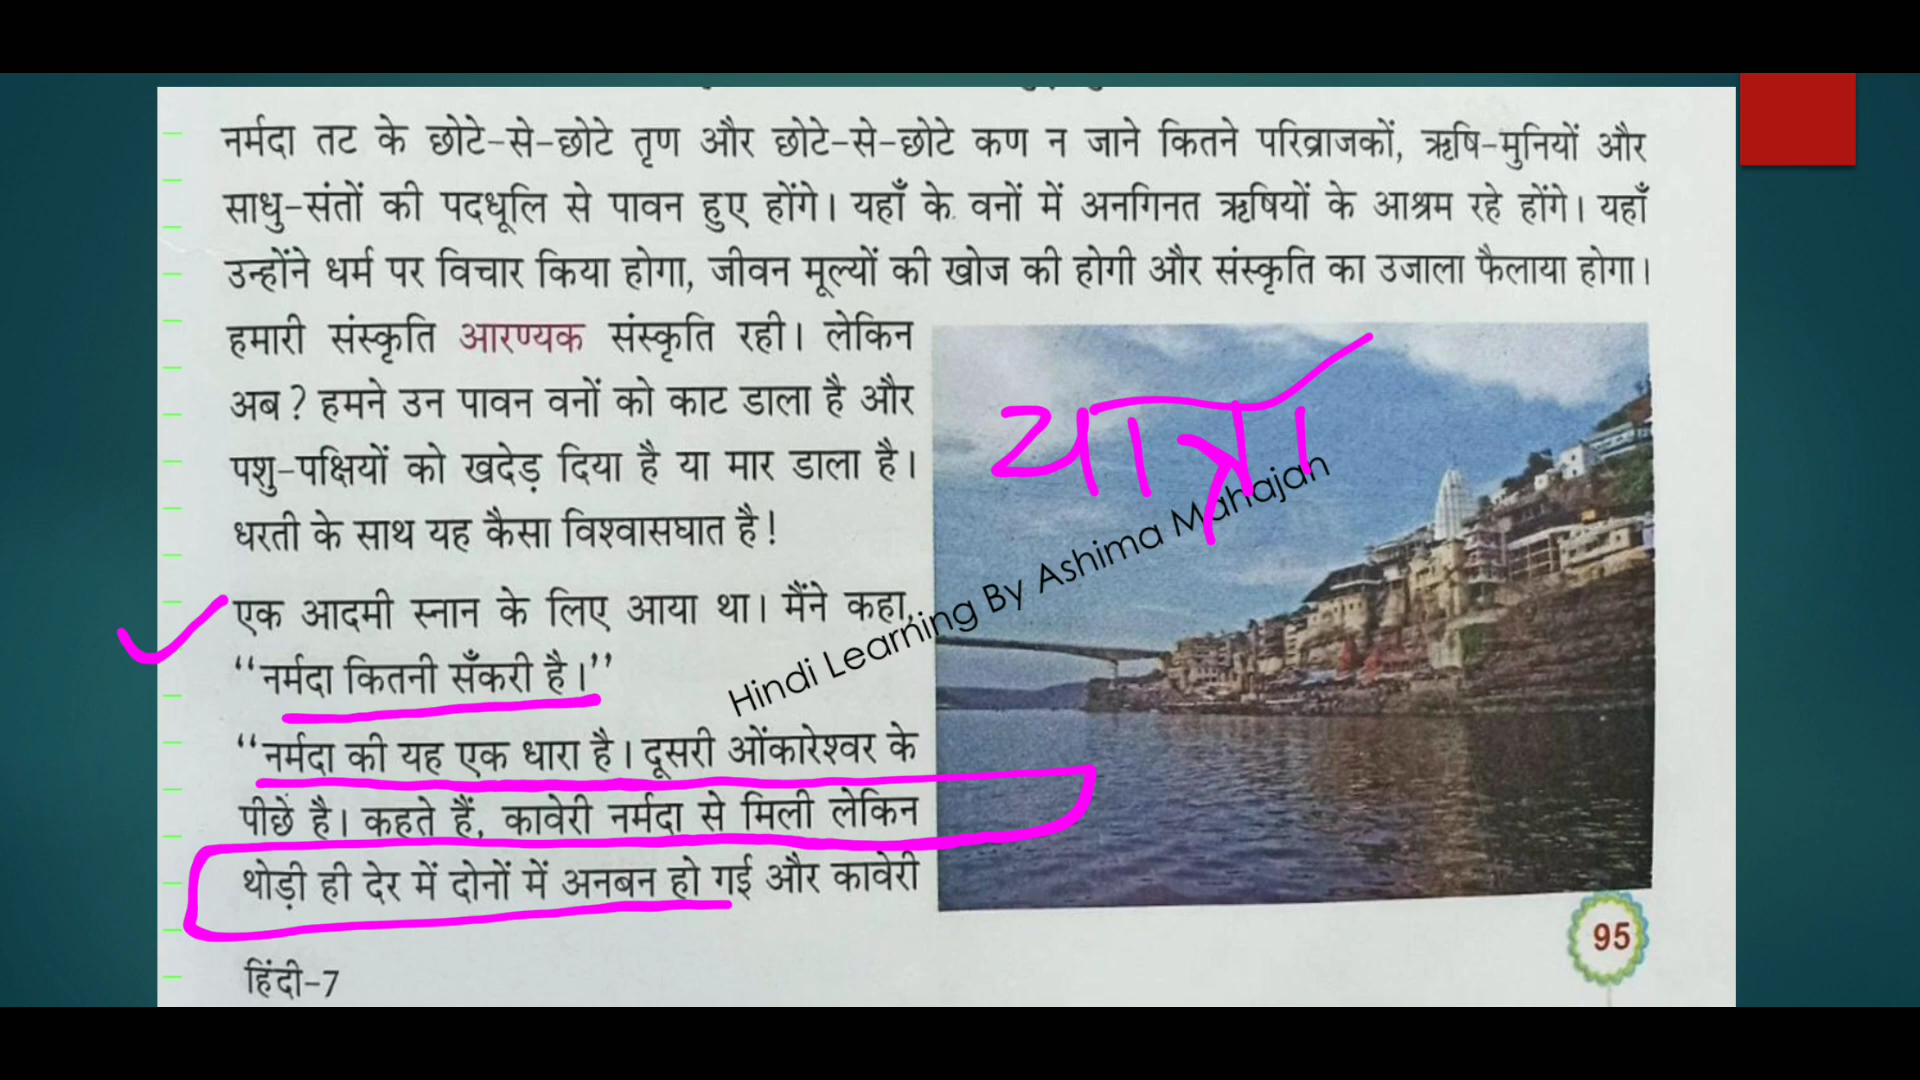 नर्मदा तट के छोटे-से-छोटे तृण और छोटे-से-छोटे कण न जाने कितने परिव्राजकों, ऋषि-मुनियों और
साधु-संतों की पदधूलि से पावन हुए होंगे। यहाँ के वनों में अनगिनत ऋषियों के आश्रम रहे होंगे। यहाँ
उन्होंने धर्म पर विचार किया होगा, जीवन मूल्यों की खोज की होगी और संस्कृति का उजाला फैलाया होगा।
हमारी संस्कृति आरण्यक संस्कृति रही। लेकिन
अब? हमने उन पावन वनों को काट डाला है और
पशु-पक्षियों को खदेड़ दिया है या मार डाला है।
धरती के साथ यह कैसा विश्वासघात है!
यात्रा
Hindi Learning By Ashima Mahajan
एक आदमी स्नान के लिए आया था। मैंने कहा,
“नर्मदा कितनी सँकरी है।”
“नर्मदा की यह एक धारा है। दूसरी ओंकारेश्वर के
पीछे है। कहते हैं, कावेरी नर्मदा से मिली लेकिन
थोड़ी ही देर में दोनों में अनबन हो गई और कावेरी
95
हिंदी-7